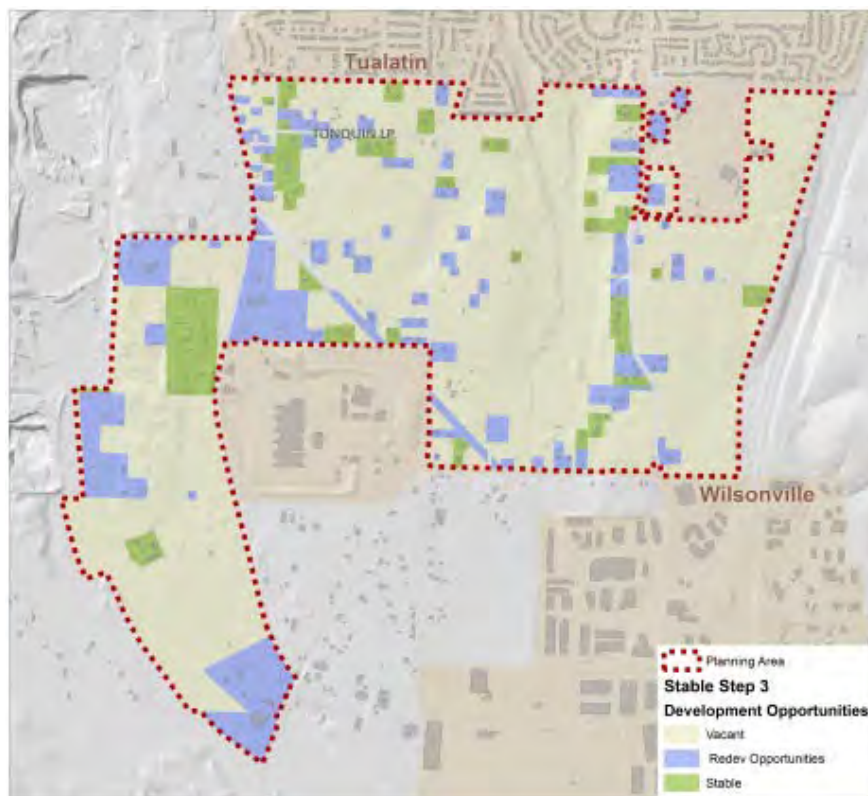 Tualatin
TONQUIN LP
Wilsonville
Planning Area
Stable Step 3
Development Opportunities
Vacant
Redev Opportunities
Stable